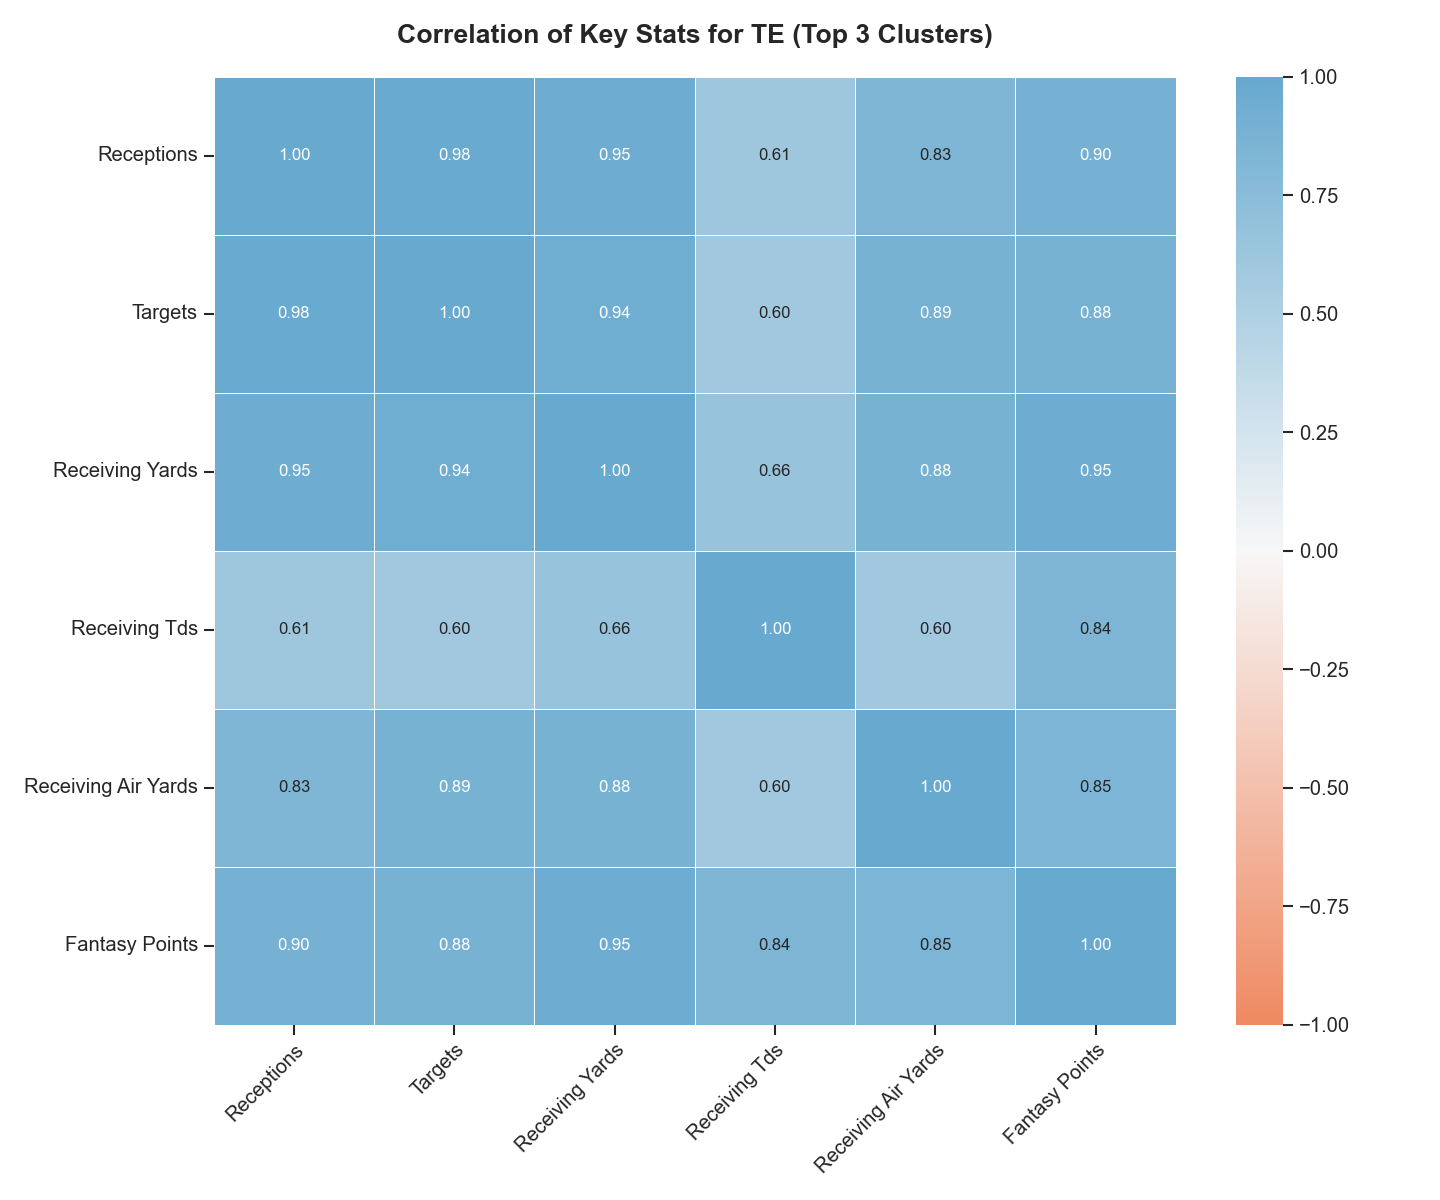 Correlation of Key Stats for TE (Top 3 Clusters)
Receptions 1.00 0.98 0.95 0.61 0.83 0.90
Targets 0.98 1.00 0.94 0.60 0.89 0.88
Receiving Yards 0.95 0.94 1.00 0.66 0.88 0.95
Receiving Tds 0.61 0.60 0.66 1.00 0.60 0.84
Receiving Air Yards 0.83 0.89 0.88 0.60 1.00 0.85
Fantasy Points 0.90 0.88 0.95 0.84 0.85 1.00
Receptions
Targets
Receiving Yards
Receiving Tds
Receiving Air Yards
Fantasy Points
1.00
0.75
0.50
0.25
0.00
−0.25
−0.50
−0.75
−1.00